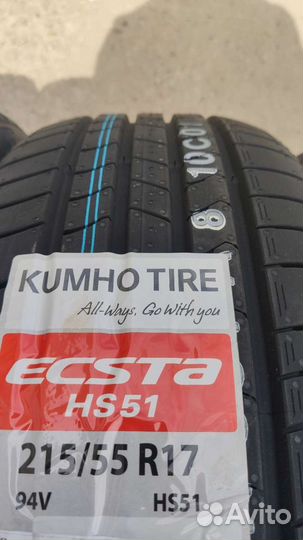 KUMHO TIRE
All-Ways, Go With you
ECSTA
HS51
215/55 R17
94V HS51
Avito